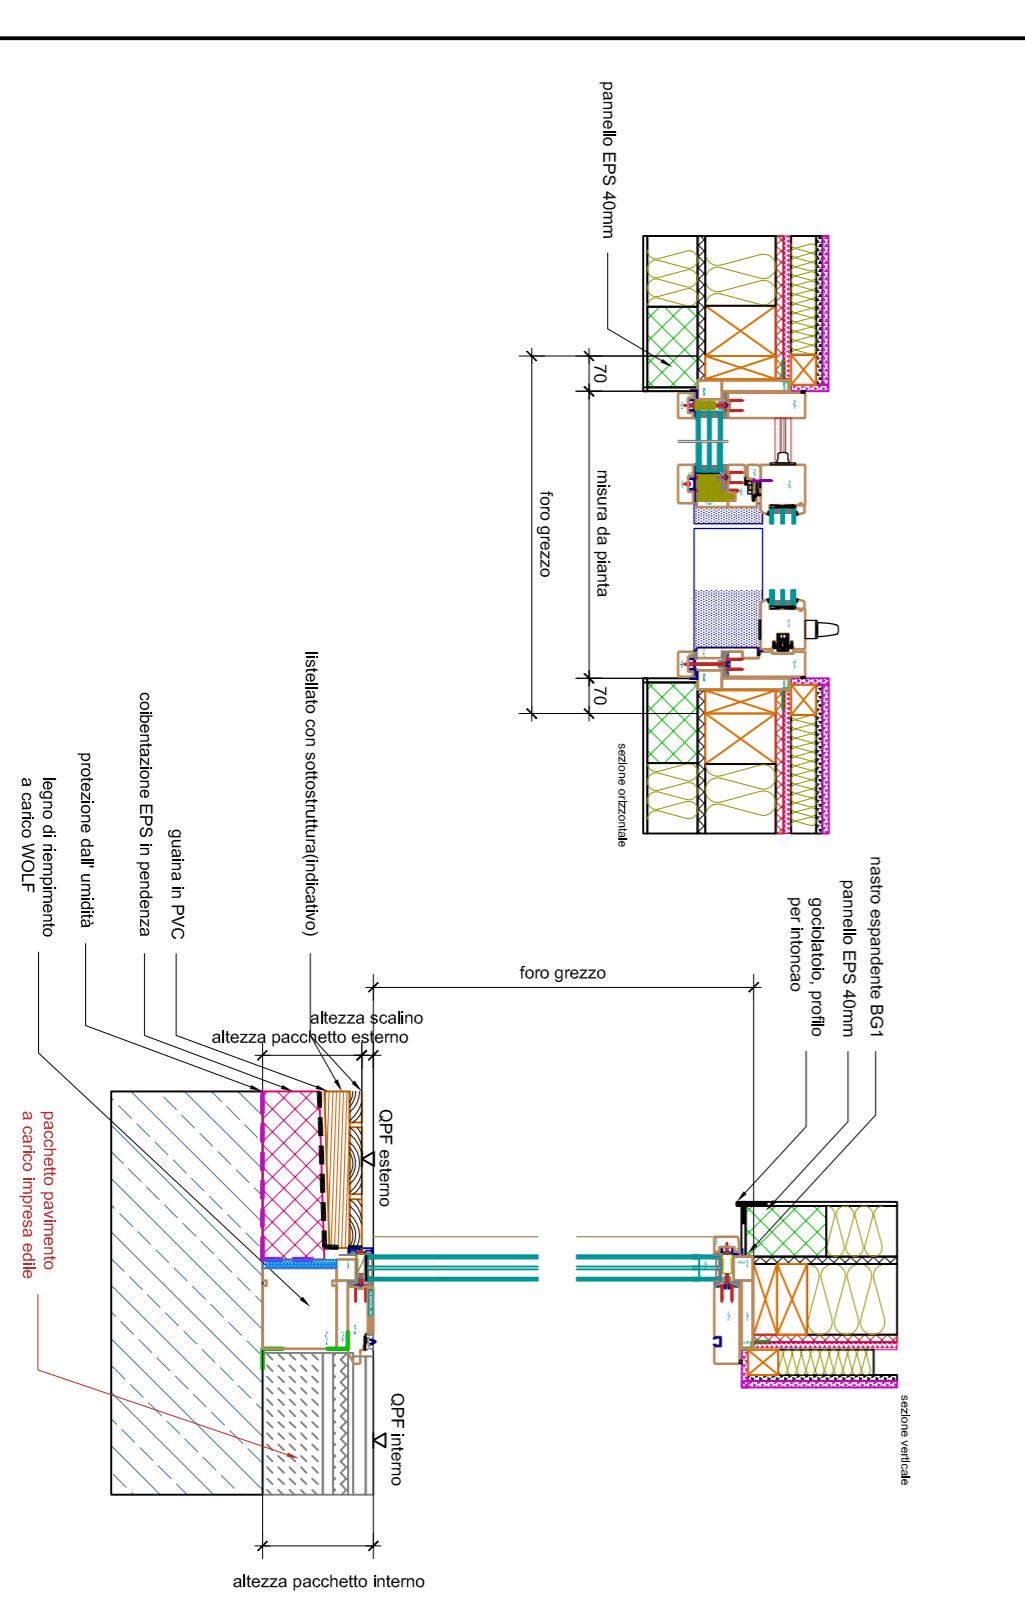 pannello EPS 40mm
70
misura da pianta
70
foro grezzo
sezione orizzontale
nastro espandente BG1
pannello EPS 40mm
gociolatoio, profilo
per intoncao
foro grezzo
altezza scalino
altezza pacchetto esterno
listellato con sottostruttura(indicativo)
guaina in PVC
coibentazione EPS in pendenza
protezione dall' umidità
legno di riempimento
a carico WOLF
pacchetto pavimento
a carico impresa edile
QPF esterno
QPF interno
sezione verticale
altezza pacchetto interno